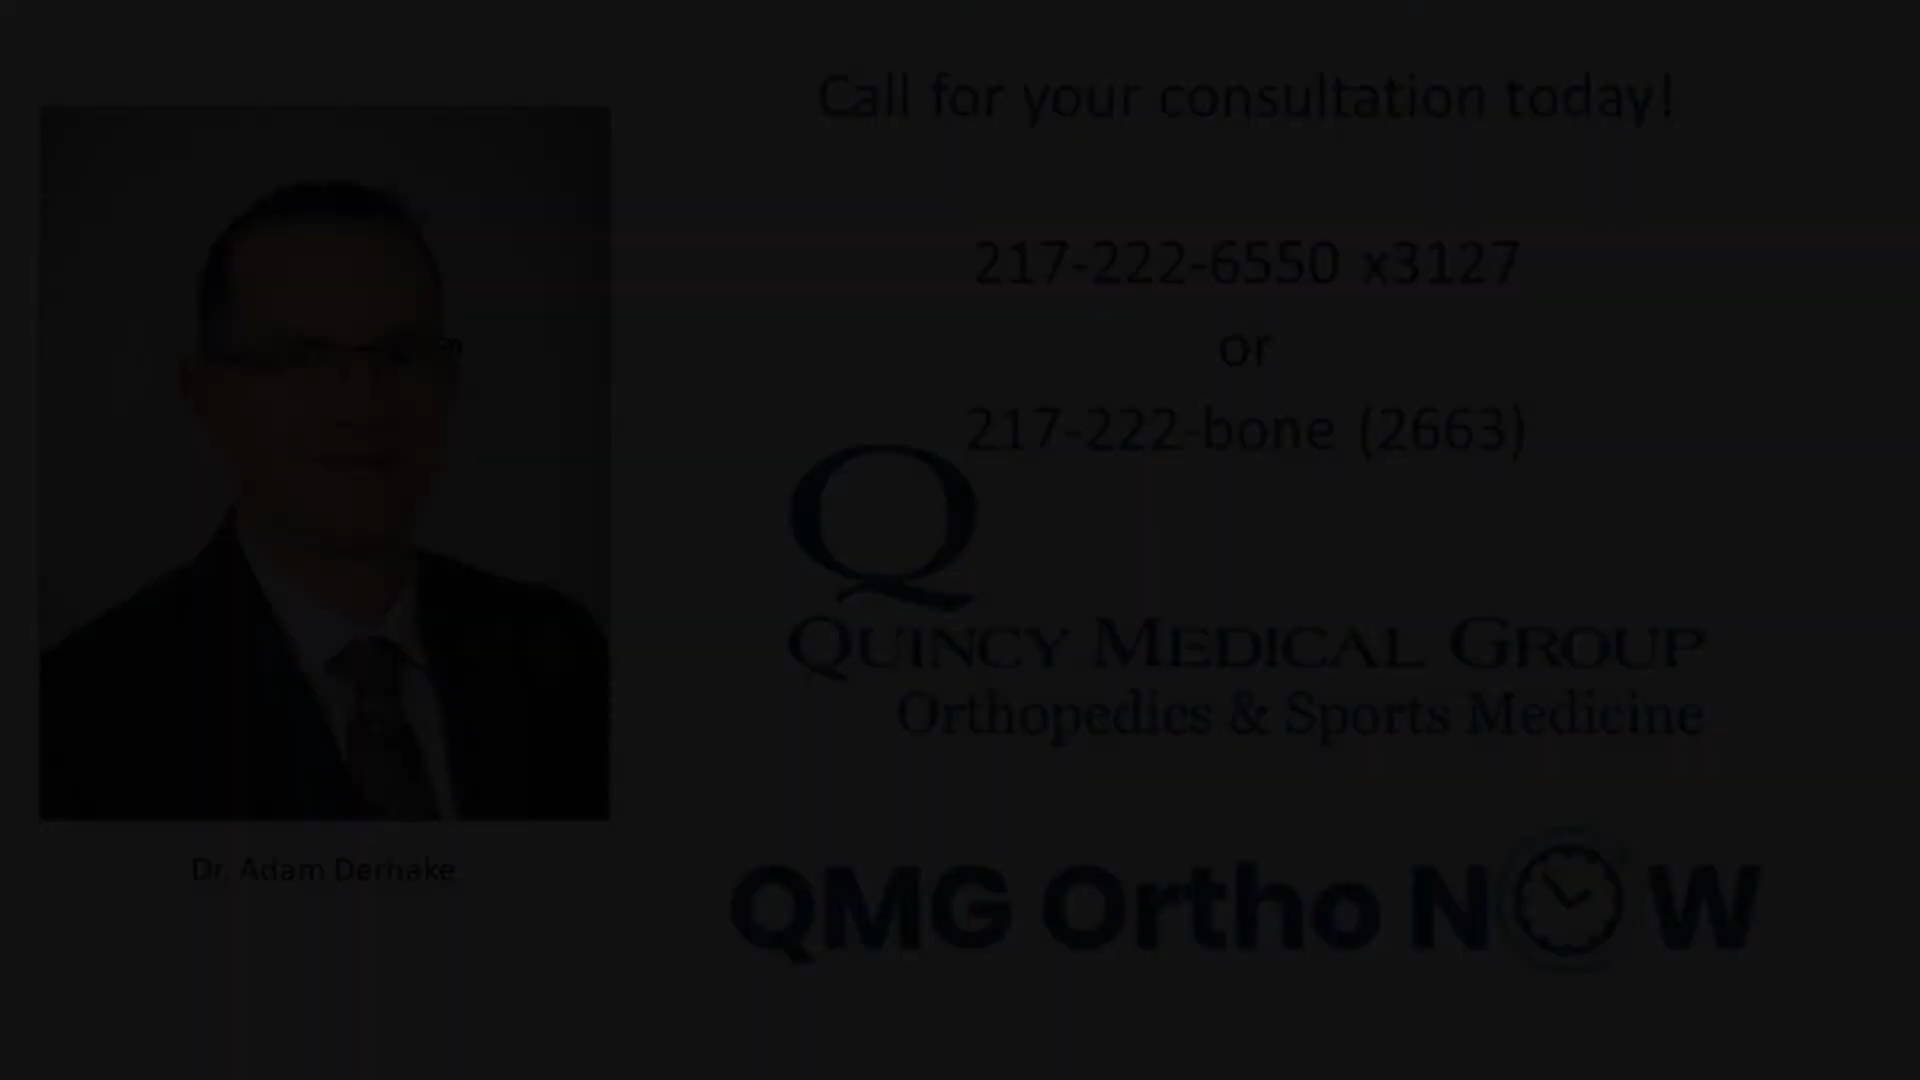 Call for your consultation today!
217-222-6550 x3127
or
217-222-bone (2663)
Q
QUINCY MEDICAL GROUP
Orthopedics & Sports Medicine
Dr. Adam Derhake
QMG Ortho NOW